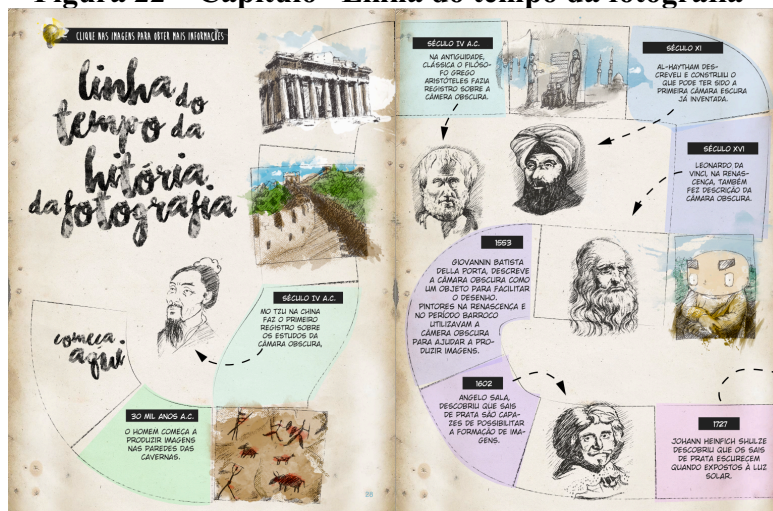 Figura 22 – Capítulo "Linha do tempo da fotografia"
CLIQUE NAS IMAGENS PARA OBTER MAIS INFORMAÇÕES
linha do
tempo da
hitória
da fotografia
começa
aqui
30 MIL ANOS A.C.
O HOMEM COMEÇA A
PRODUZIR IMAGENS
NAS PAREDES DAS
CAVERNAS.
SÉCULO IV A.C.
MO TZU NA CHINA
FAZ O PRIMEIRO
REGISTRO SOBRE
OS ESTUDOS DA
CÂMARA OBSCURA,
28
SÉCULO IV A.C.
NA ANTIGUIDADE,
CLÁSSICA O FILÓSO-
FO GREGO
ARISTÓTELES FAZIA
REGISTRO SOBRE A
CÂMERA OBSCURA.
SÉCULO XI
AL-HAYTHAM DES-
CREVEU E CONSTRUIU O
QUE PODE TER SIDO A
PRIMEIRA CÂMARA ESCURA
JÁ INVENTADA.
SÉCULO XVI
LEONARDO DA
VINCI, NA RENAS-
CENÇA, TAMBÉM
FEZ DESCRIÇÃO DA
CÂMARA OBSCURA.
1553
GIOVANNIN BATISTA
DELLA PORTA, DESCREVE
A CÂMARA OBSCURA COMO
UM OBJETO PARA FACILITAR
O DESENHO.
PINTORES NA RENASCENÇA E
NO PERÍODO BARROCO
UTILIZAVAM A
CÂMERA OBSCURA
PARA AJUDAR A PRO-
DUZIR IMAGENS.
1602
ANGELO SALA,
DESCOBRIU QUE SAIS
DE PRATA SÃO CAPA-
ZES DE POSSIBILITAR
A FORMAÇÃO DE IMA-
GENS.
1727
JOHANN HEINFICH SHULZE
DESCOBRIU QUE OS SAIS
DE PRATA ESCURECEM
QUANDO EXPOSTOS À LUZ
SOLAR.